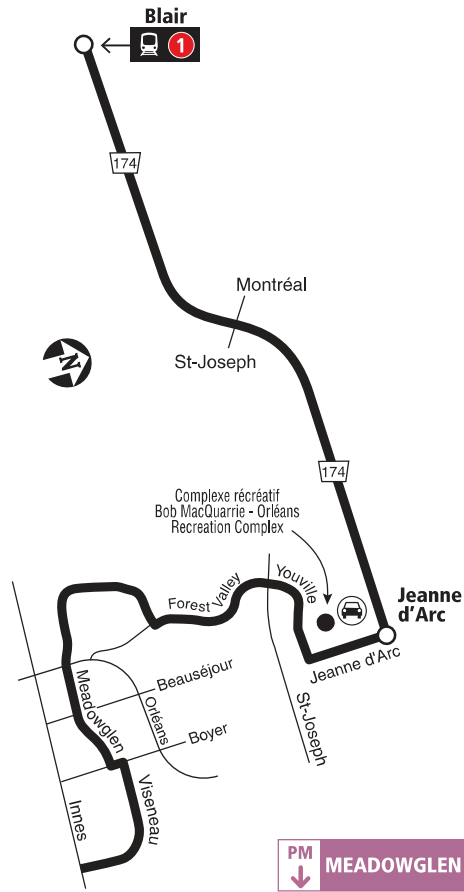 Blair
1
174
Montréal
St-Joseph
N
174
Complexe récréatif
Bob MacQuarrie - Orléans
Recreation Complex
Youville
Forest Valley
Jeanne
d'Arc
Jeanne d'Arc
St-Joseph
Beauséjour
Meadowglen
Orléans
Boyer
Viseneau
Innes
PM
MEADOWGLEN